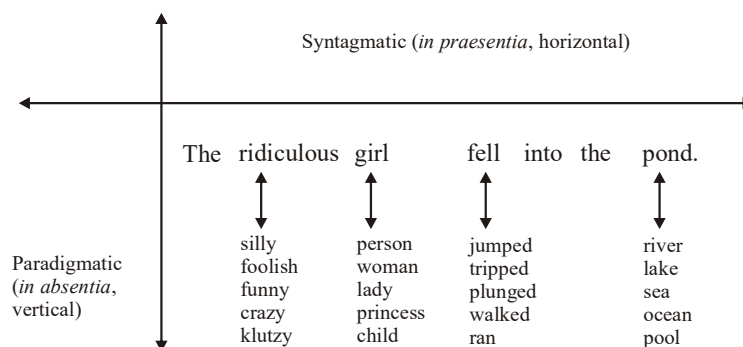 Syntagmatic (in praesentia, horizontal)
The ridiculous girl fell into the pond.
Paradigmatic
(in absentia,
vertical)
silly
foolish
funny
crazy
klutzy
person
woman
lady
princess
child
jumped
tripped
plunged
walked
ran
river
lake
sea
ocean
pool